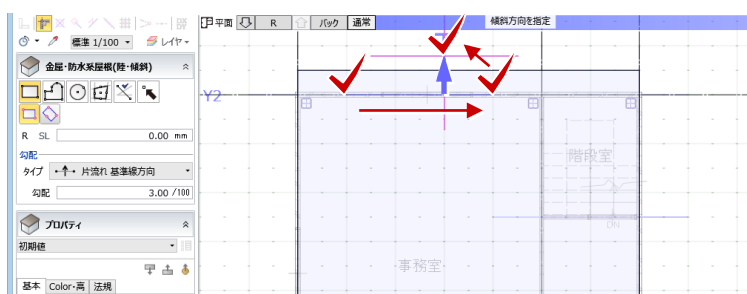 平面 R バック 通常 傾斜方向を指定
標準 1/100 レイヤ
金属・防水系屋根(陸・傾斜)
R SL 0.00 mm
勾配
タイプ 片流れ 基準線方向
勾配 3.00 /100
プロパティ
初期値
基本 Color・高 法規
Y2
階段室
DN
事務室